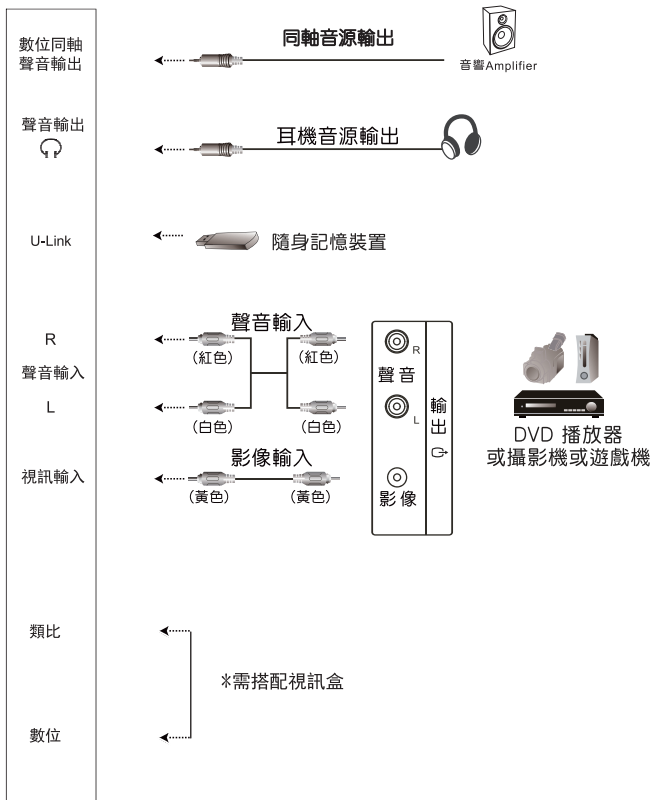 數位同軸
聲音輸出
同軸音源輸出
音響Amplifier
聲音輸出
耳機音源輸出
U-Link
隨身記憶裝置
R
聲音輸入
L
聲音輸入
(紅色)
(紅色)
(白色)
(白色)
R
聲音
L
輸出
影像
視訊輸入
影像輸入
(黃色)
(黃色)
DVD 播放器
或攝影機或遊戲機
類比
*需搭配視訊盒
數位